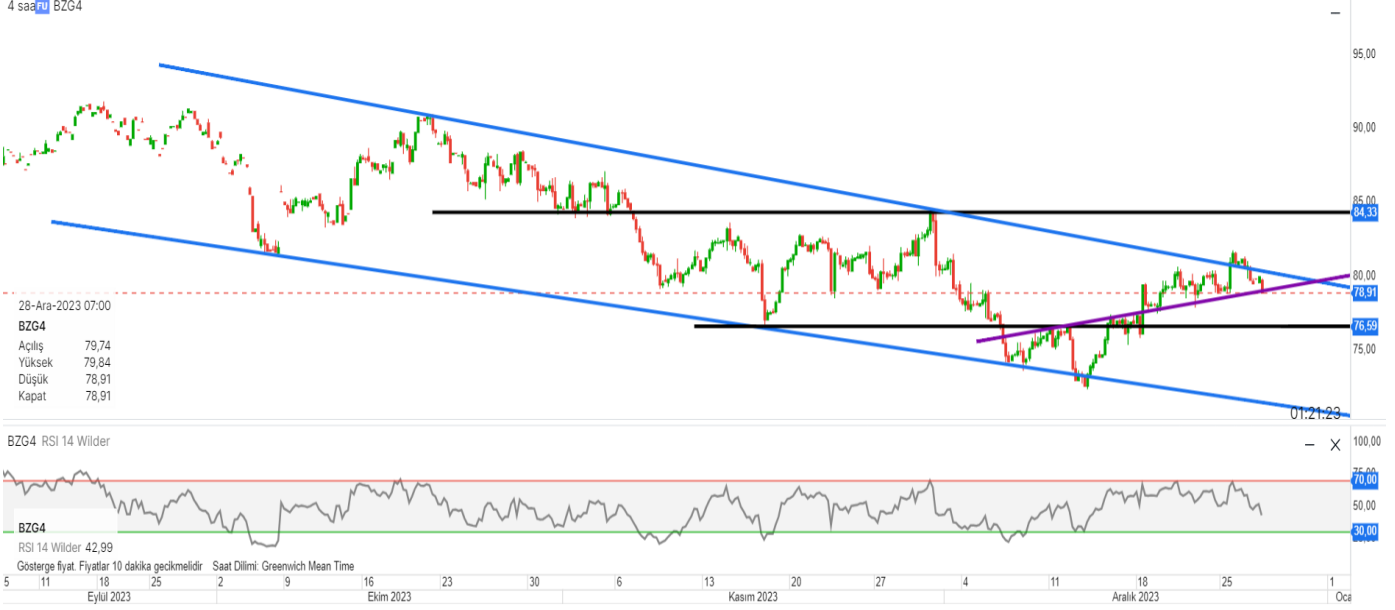 4 saa FU BZG4
95,00
90,00
85,00
84,33
80,00
78,91
76,59
75,00
28-Ara-2023 07:00
BZG4
Açılış 79,74
Yüksek 79,84
Düşük 78,91
Kapat 78,91
01:21:23
BZG4 RSI 14 Wilder
100,00
75,00
70,00
50,00
30,00
BZG4
RSI 14 Wilder 42,99
Gösterge fiyat. Fiyatlar 10 dakika gecikmelidir Saat Dilimi: Greenwich Mean Time
5 11 18 25 2 9 16 23 30 6 13 20 27 4 11 18 25 1
Eylül 2023 Ekim 2023 Kasım 2023 Aralık 2023 Oca